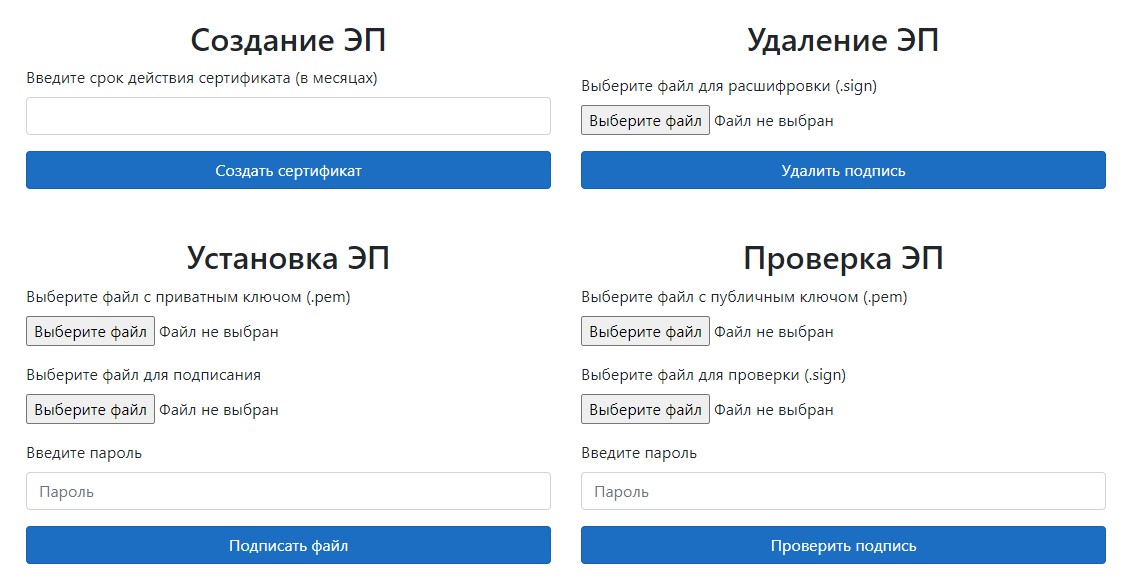 Создание ЭП
Введите срок действия сертификата (в месяцах)
Создать сертификат
Удаление ЭП
Выберите файл для расшифровки (.sign)
Выберите файл Файл не выбран
Удалить подпись
Установка ЭП
Выберите файл с приватным ключом (.pem)
Выберите файл Файл не выбран
Выберите файл для подписания
Выберите файл Файл не выбран
Введите пароль
Пароль
Подписать файл
Проверка ЭП
Выберите файл с публичным ключом (.pem)
Выберите файл Файл не выбран
Выберите файл для проверки (.sign)
Выберите файл Файл не выбран
Введите пароль
Пароль
Проверить подпись